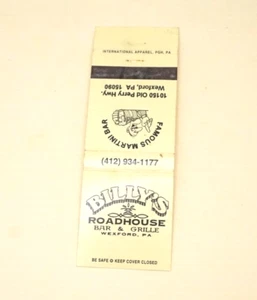 INTERNATIONAL APPAREL, PGH, PA
10150 Old Perry Hwy.
Wexford, PA 15090
FAMOUS MARTINI BAR
(412) 934-1177
BILLY'S
ROADHOUSE
BAR & GRILLE
WEXFORD, PA
BE SAFE @ KEEP COVER CLOSED